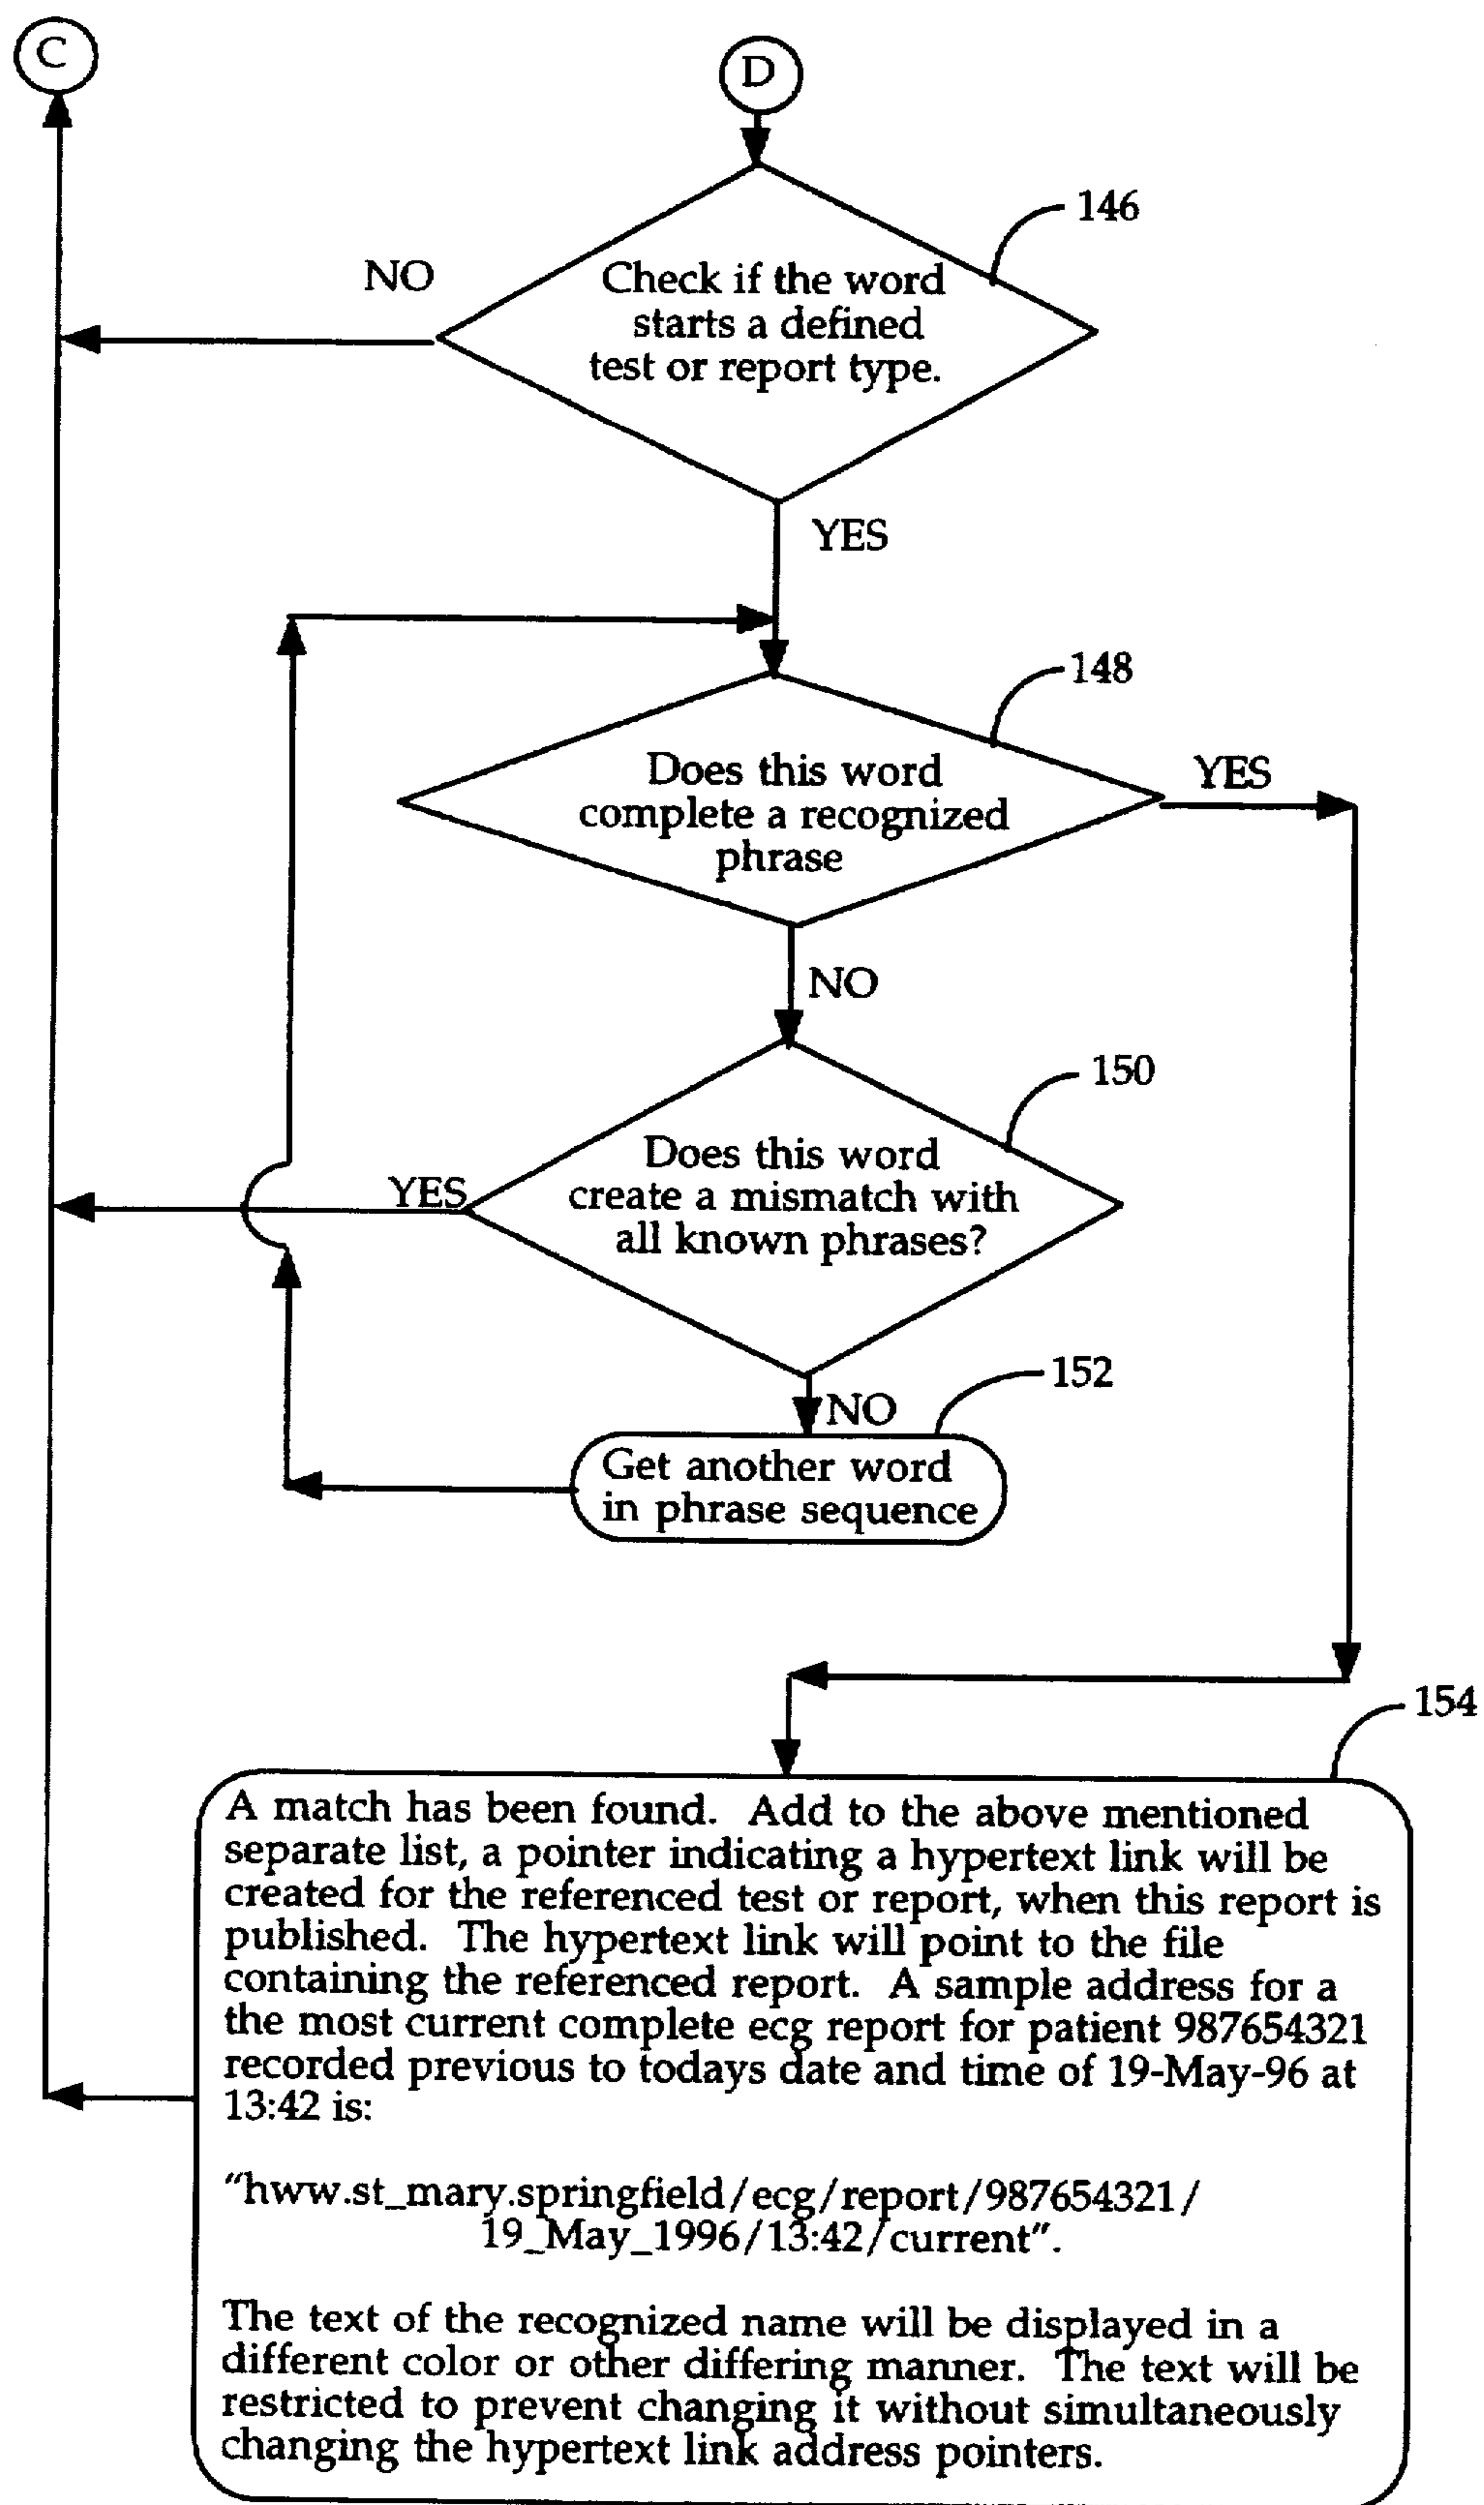 C
D
146
NO
Check if the word
starts a defined
test or report type.
YES
148
Does this word
complete a recognized
phrase
YES
NO
150
Does this word
create a mismatch with
all known phrases?
YES
152
NO
Get another word
in phrase sequence
154
A match has been found. Add to the above mentioned
separate list, a pointer indicating a hypertext link will be
created for the referenced test or report, when this report is
published. The hypertext link will point to the file
containing the referenced report. A sample address for a
the most current complete ecg report for patient 987654321
recorded previous to todays date and time of 19-May-96 at
13:42 is:
"hww.st_mary.springfield/ecg/report/987654321/
19_May_1996/13:42/current".
The text of the recognized name will be displayed in a
different color or other differing manner. The text will be
restricted to prevent changing it without simultaneously
changing the hypertext link address pointers.